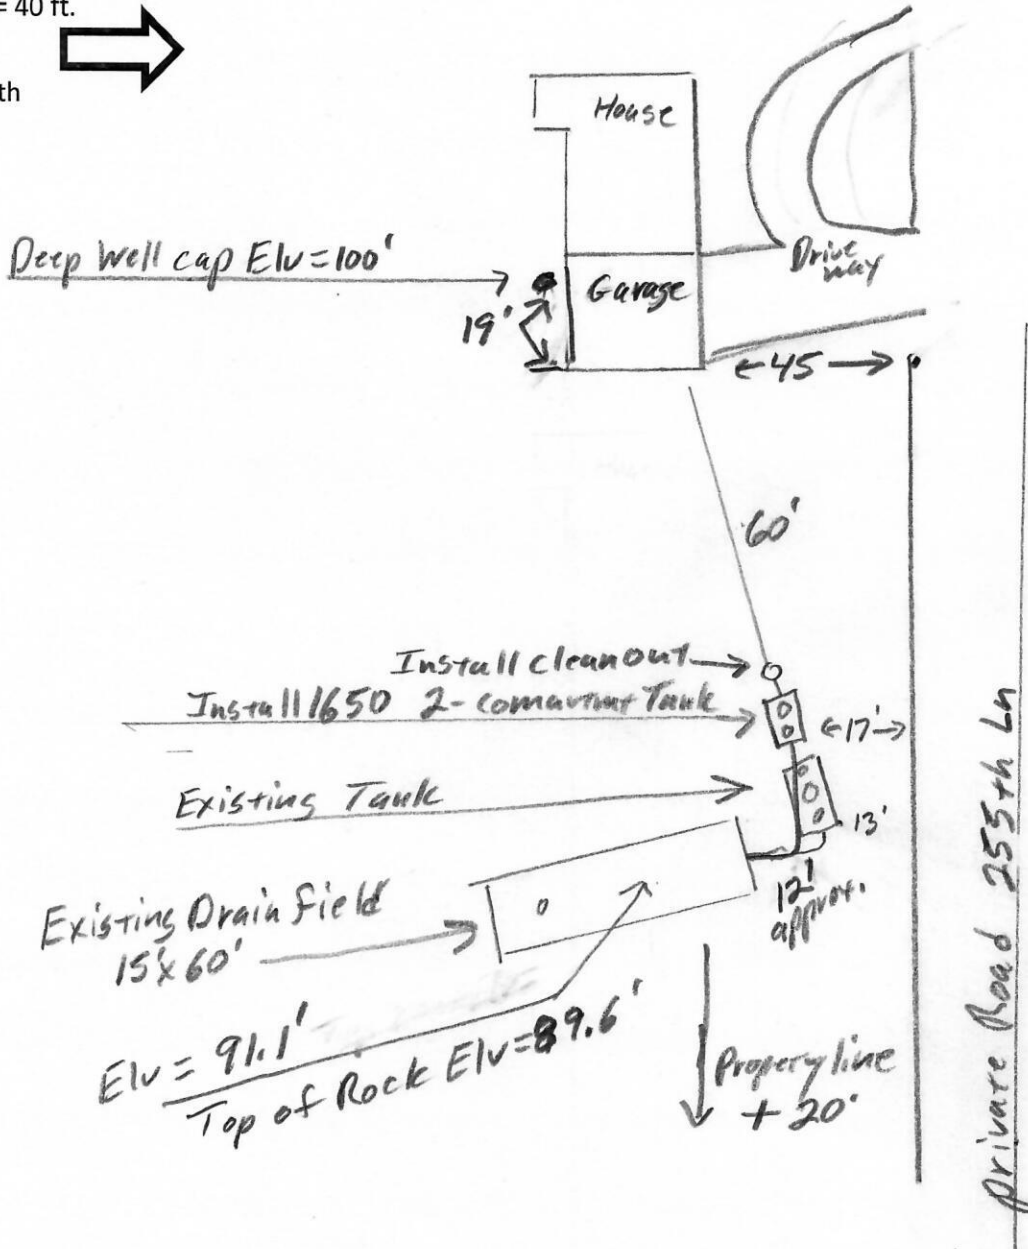 = 40 ft.
th
House
Drive
way
Deep Well cap Elv=100'
Garage
19'
←45→
60'
Install cleanout
Install 1650 2-comartmt Tank
←17'→
Existing Tank
13'
12'
approx.
Existing Drain field
15'x60'
Elv = 91.1'
Top of Rock Elv=89.6'
Property line
+ 20'
private Road 255th Ln